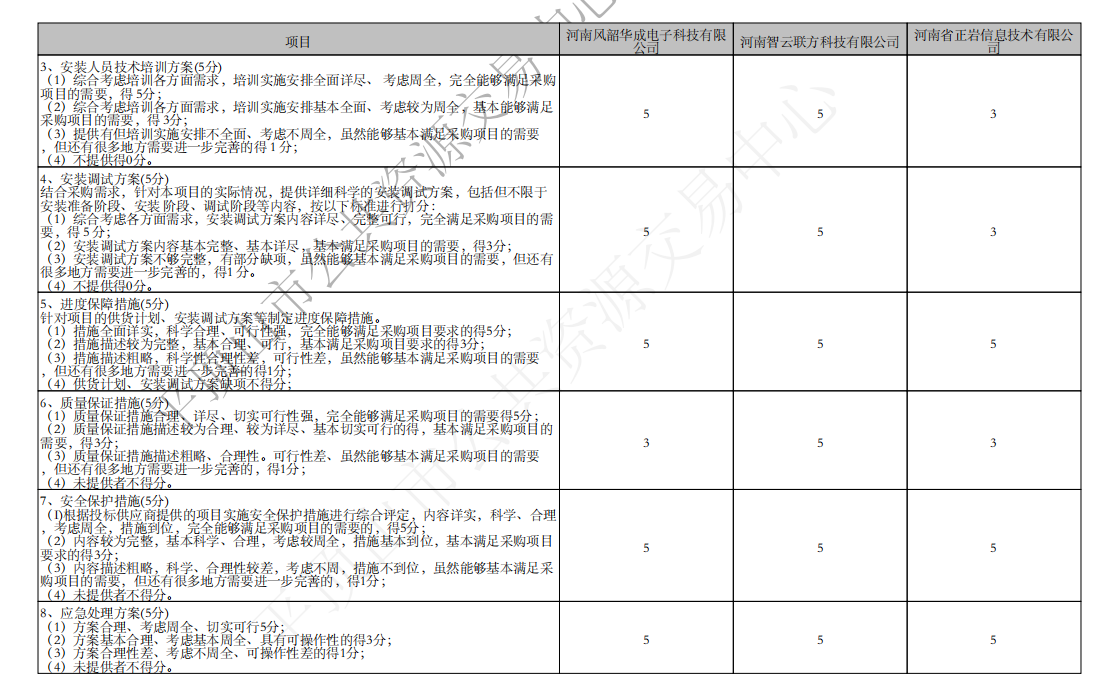 项目
河南风韶华成电子科技有限公司
河南智云联方科技有限公司
河南省正岩信息技术有限公司
3、安装人员技术培训方案(5分)
（1）综合考虑培训各方面需求，培训实施安排全面详尽、 考虑周全，完全能够满足采购
项目的需要，得 5分；
（2）综合考虑培训各方面需求，培训实施安排基本全面、考虑较为周全，基本能够满足
采购项目的需要，得 3分；
（3）提供有但培训实施安排不全面、考虑不周全，虽然能够基本满足采购项目的需要
，但还有很多地方需要进一步完善的得 1 分；
（4）不提供得0分。
5
5
3
4、安装调试方案(5分)
结合采购需求，针对本项目的实际情况，提供详细科学的安装调试方案，包括但不限于
安装准备阶段、安装 阶段、调试阶段等内容，按以下标准进行打分：
（1）综合考虑各方面需求，安装调试方案内容详尽、完整可行，完全满足采购项目的需
要，得 5 分；
（2）安装调试方案内容基本完整、基本详尽，基本满足采购项目的需要，得3分；
（3）安装调试方案不够完整，有部分缺项，虽然能够基本满足采购项目的需要，但还有
很多地方需要进一步完善的，得1 分。
（4）不提供得0分。
5
5
3
5、进度保障措施(5分)
针对项目的供货计划、安装调试方案等制定进度保障措施。
（1）措施全面详实，科学合理、可行性强，完全能够满足采购项目要求的得5分；
（2）措施描述较为完整，基本合理、可行，基本满足采购项目要求的得3分；
（3）措施描述粗略，科学性合理性差，可行性差，虽然能够基本满足采购项目的需要
，但还有很多地方需要进一步完善的得1分；
（4）供货计划、安装调试方案缺项不得分；
5
5
5
6、质量保证措施(5分)
（1）质量保证措施合理、详尽、切实可行性强，完全能够满足采购项目的需要得5分；
（2）质量保证措施描述较为合理、较为详尽、基本切实可行的得，基本满足采购项目的
需要，得3分；
（3）质量保证措施描述粗略、合理性。可行性差、虽然能够基本满足采购项目的需要
，但还有很多地方需要进一步完善的，得1分；
（4）未提供者不得分。
3
5
3
7、安全保护措施(5分)
（1)根据投标供应商提供的项目实施安全保护措施进行综合评定，内容详实，科学、合理
，考虑周全，措施到位，完全能够满足采购项目的需要的，得5分；
（2）内容较为完整，基本科学、合理，考虑较周全，措施基本到位，基本满足采购项目
要求的得3分；
（3）内容描述粗略，科学、合理性较差，考虑不周，措施不到位，虽然能够基本满足采
购项目的需要，但还有很多地方需要进一步完善的，得1分；
（4）未提供者不得分。
5
5
5
8、应急处理方案(5分)
（1）方案合理、考虑周全、切实可行5分；
（2）方案基本合理、考虑基本周全、具有可操作性的得3分；
（3）方案合理性差、考虑不周全、可操作性差的得1分；
（4）未提供者不得分。
5
5
5
平顶山市公共资源交易中心
平顶山市公共资源交易中心